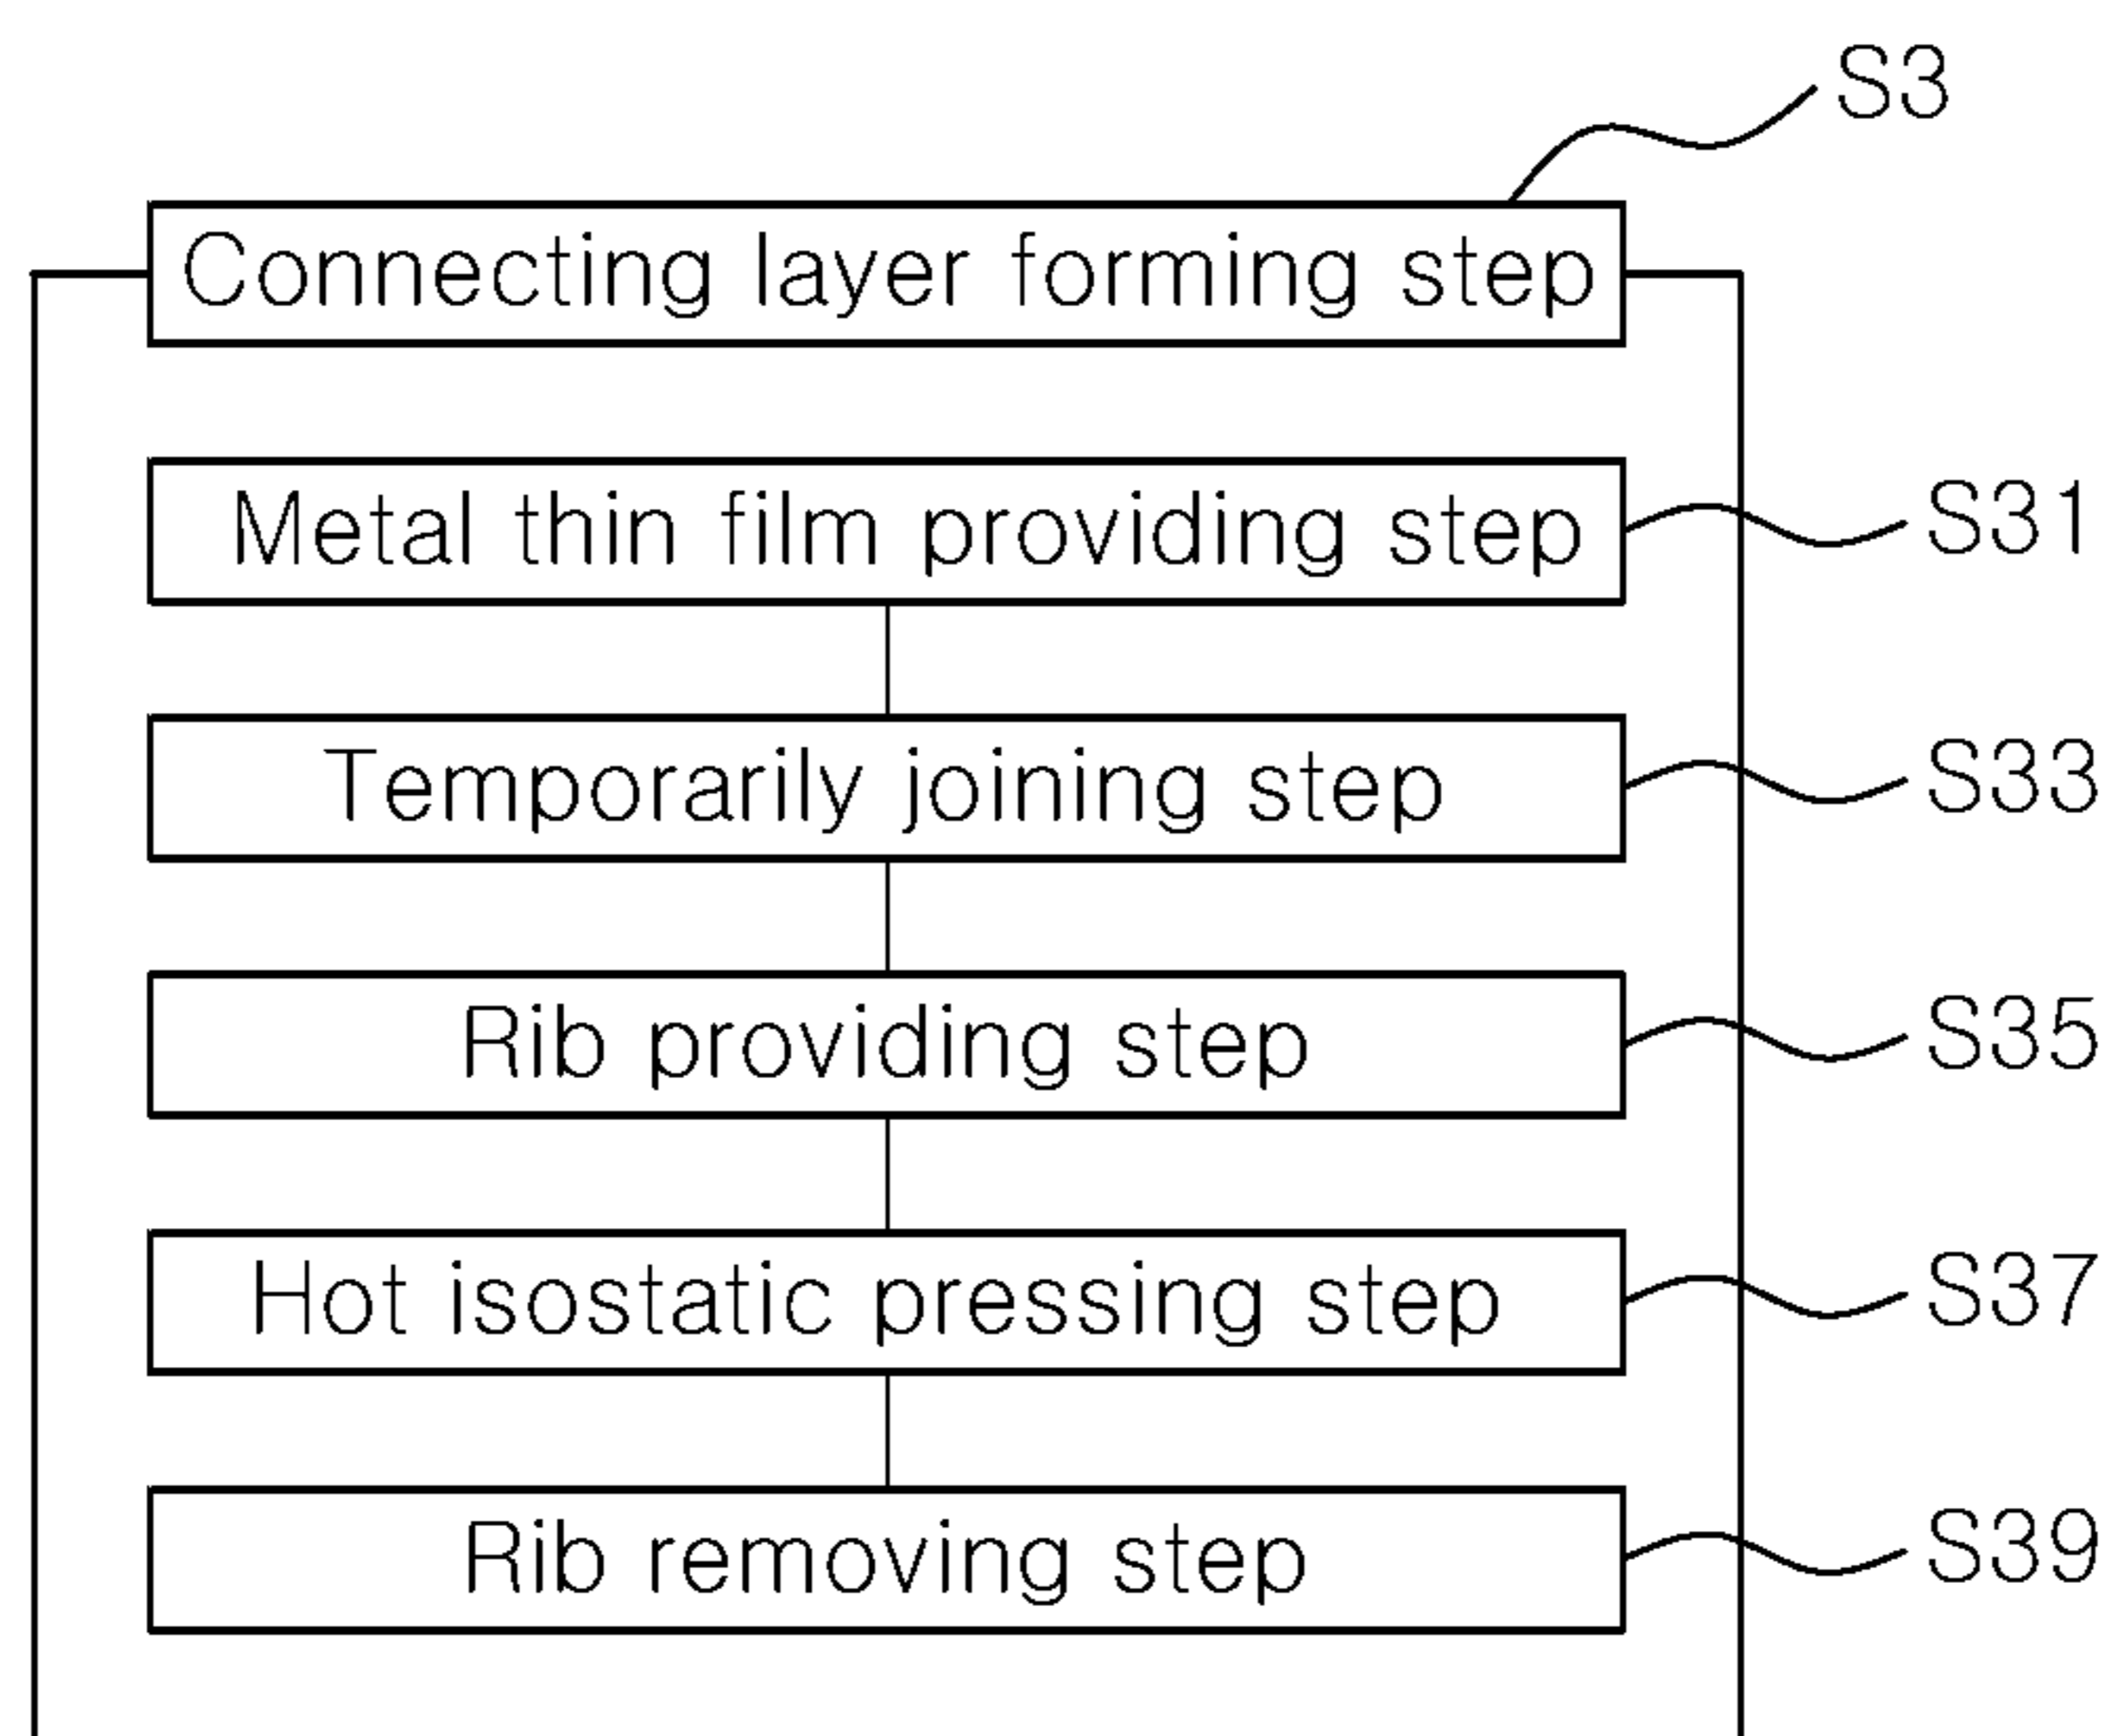 S3
Connecting layer forming step
Metal thin film providing step
S31
Temporarily joining step
S33
Rib providing step
S35
Hot isostatic pressing step
S37
Rib removing step
S39